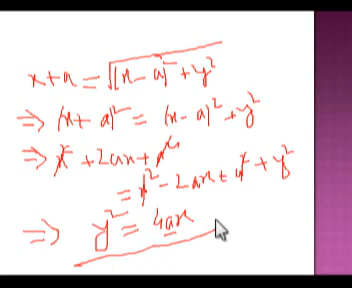 x+a = √(x-a)²+y²
⇒ (x+a)² = (x-a)²+y²
⇒ x²+2ax+a²
= x²-2ax+a²+y²
⇒ y² = 4ax